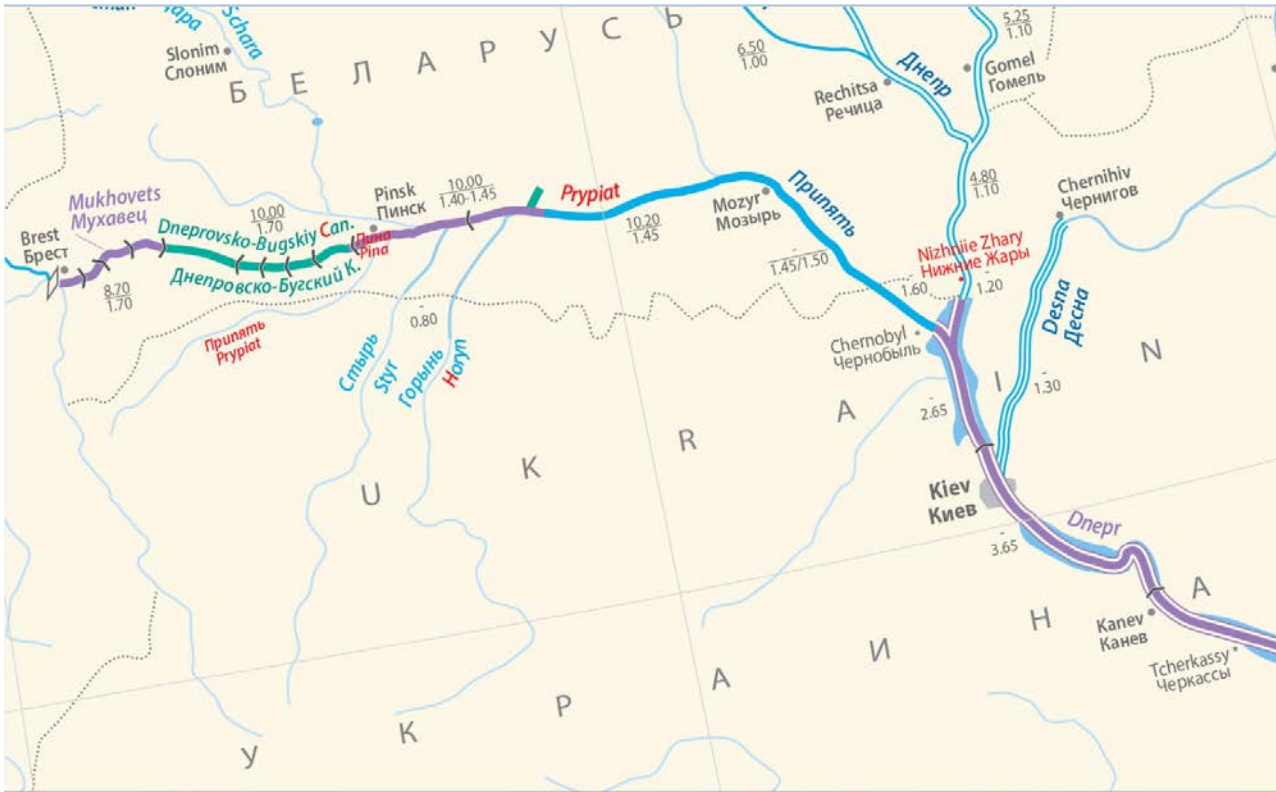 Щара
Schara
Slonim
Слоним
БЕЛАРУСЬ
6.50
1.00
5.25
1.10
Днепр
Gomel
Гомель
Rechitsa
Речица
Mukhovets
Мухавец
10.00
1.70
Pinsk
Пинск
10.00
1.40-1.45
Prypiat
4.80
1.10
Chernihiv
Чернигов
Mozyr
Мозырь
Припять
Brest
Брест
Dneprovsko-Bugskiy Can.
Днепровско-Бугский К.
Пина
Pina
10.20
1.45
-
1.45/1.50
Nizhniie Zhary
Нижние Жары
8.70
1.70
-
1.60
-
1.20
-
0.80
Припять
Prypiat
Стырь
Styr
Горынь
Horyn
Desna
Десна
Chernobyl
Чернобыль
-
2.65
-
1.30
UKRAIN
Kiev
Киев
-
3.65
Dnepr
Kanev
Канев
Tcherkassy
Черкассы
УКРАИНА